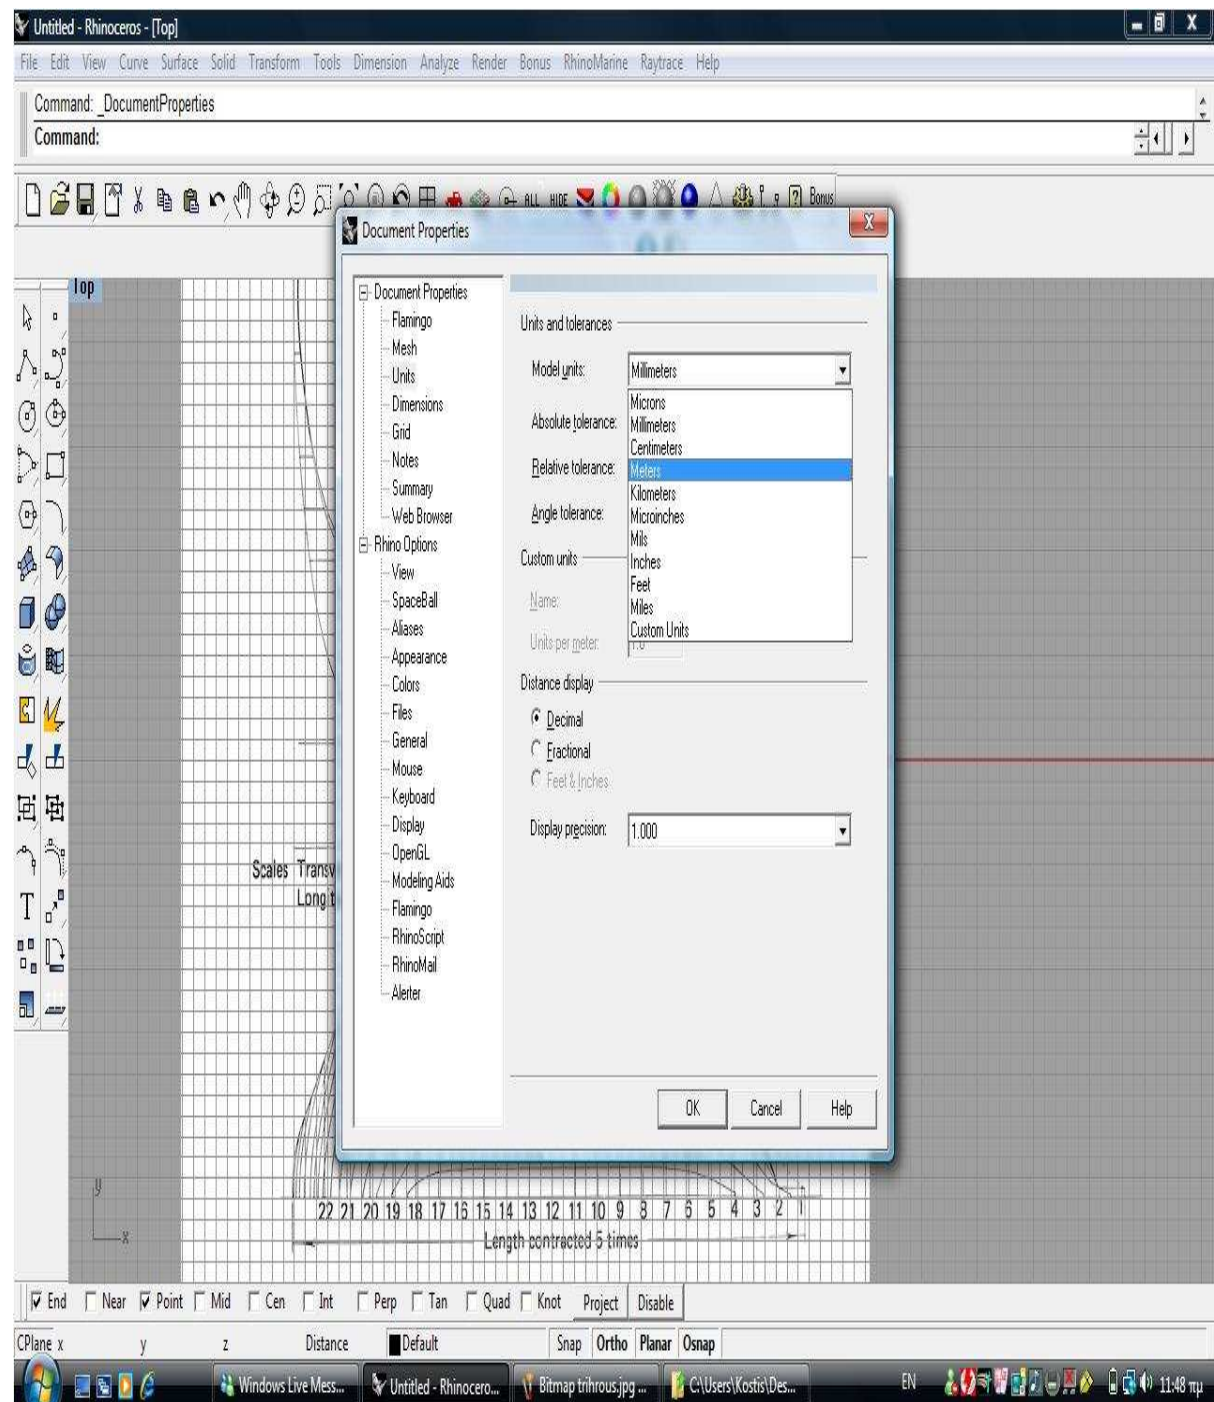 Untitled - Rhinoceros - [Top]
File Edit View Curve Surface Solid Transform Tools Dimension Analyze Render Bonus RhinoMarine Raytrace Help
Command: _DocumentProperties
Command:
ALL HIDE Bonus
Document Properties
Top
Document Properties
Flamingo
Mesh
Units
Dimensions
Grid
Notes
Summary
Web Browser
Rhino Options
View
SpaceBall
Aliases
Appearance
Colors
Files
General
Mouse
Keyboard
Display
OpenGL
Modeling Aids
Flamingo
RhinoScript
RhinoMail
Alerter
Units and tolerances
Model units: Millimeters
Microns
Millimeters
Centimeters
Meters
Kilometers
Microinches
Mils
Inches
Feet
Miles
Custom Units
Absolute tolerance:
Relative tolerance:
Angle tolerance:
Custom units
Name:
Units per meter: 1.0
Distance display
Decimal
Fractional
Feet & Inches
Display precision: 1.000
OK Cancel Help
Scales Transv
Longit
y
x
22 21 20 19 18 17 16 15 14 13 12 11 10 9 8 7 6 5 4 3 2 1
Length contracted 5 times
End Near Point Mid Cen Int Perp Tan Quad Knot Project Disable
CPlane x y z Distance Default Snap Ortho Planar Osnap
Windows Live Mess... Untitled - Rhinocero... Bitmap trihrous.jpg ... C:\Users\Kostis\Des... EN 11:48 πμ